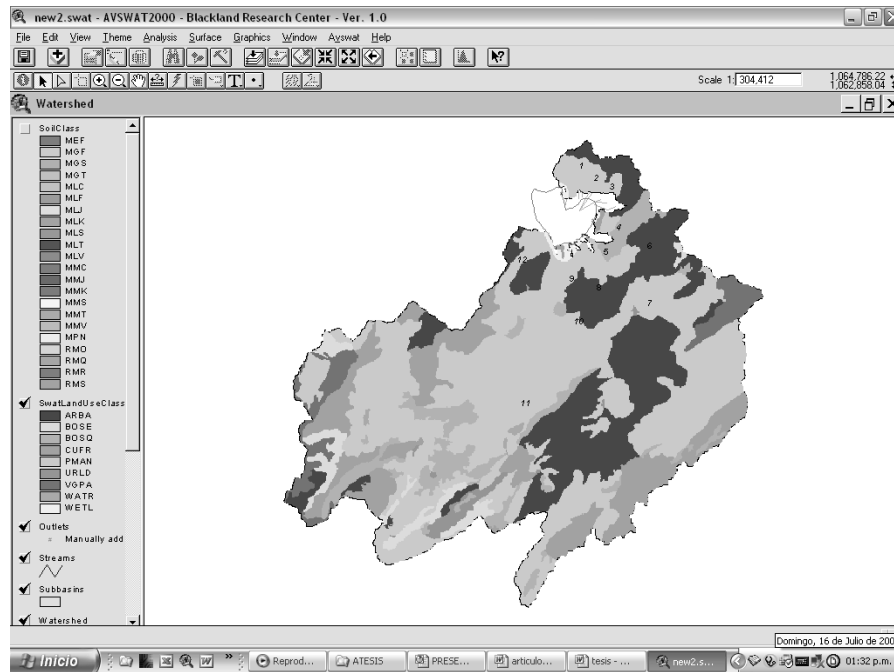 new2.swat - AVSWAT2000 - Blackland Research Center - Ver. 1.0
File Edit View Theme Analysis Surface Graphics Window Avswat Help
Scale 1: 304,412
1,064,786.22
1,062,858.04
Watershed
SoilClass
MEF
MGF
MGS
MGT
MLC
MLF
MLJ
MLK
MLS
MLT
MLV
MMC
MMJ
MMK
MMS
MMT
MMV
MPN
RMO
RMQ
RMR
RMS
SwatLandUseClass
ARBA
BOSE
BOSQ
CUFR
PMAN
URLD
VGPA
WATR
WETL
Outlets
Manually add
Streams
Subbasins
Watershed
1
2
3
4
5
6
7
8
9
10
11
12
Domingo, 16 de Julio de 200
Inicio
Reprod...
ATESIS
PRESE...
articulo...
tesis - ...
new2.s...
01:32 p.m.